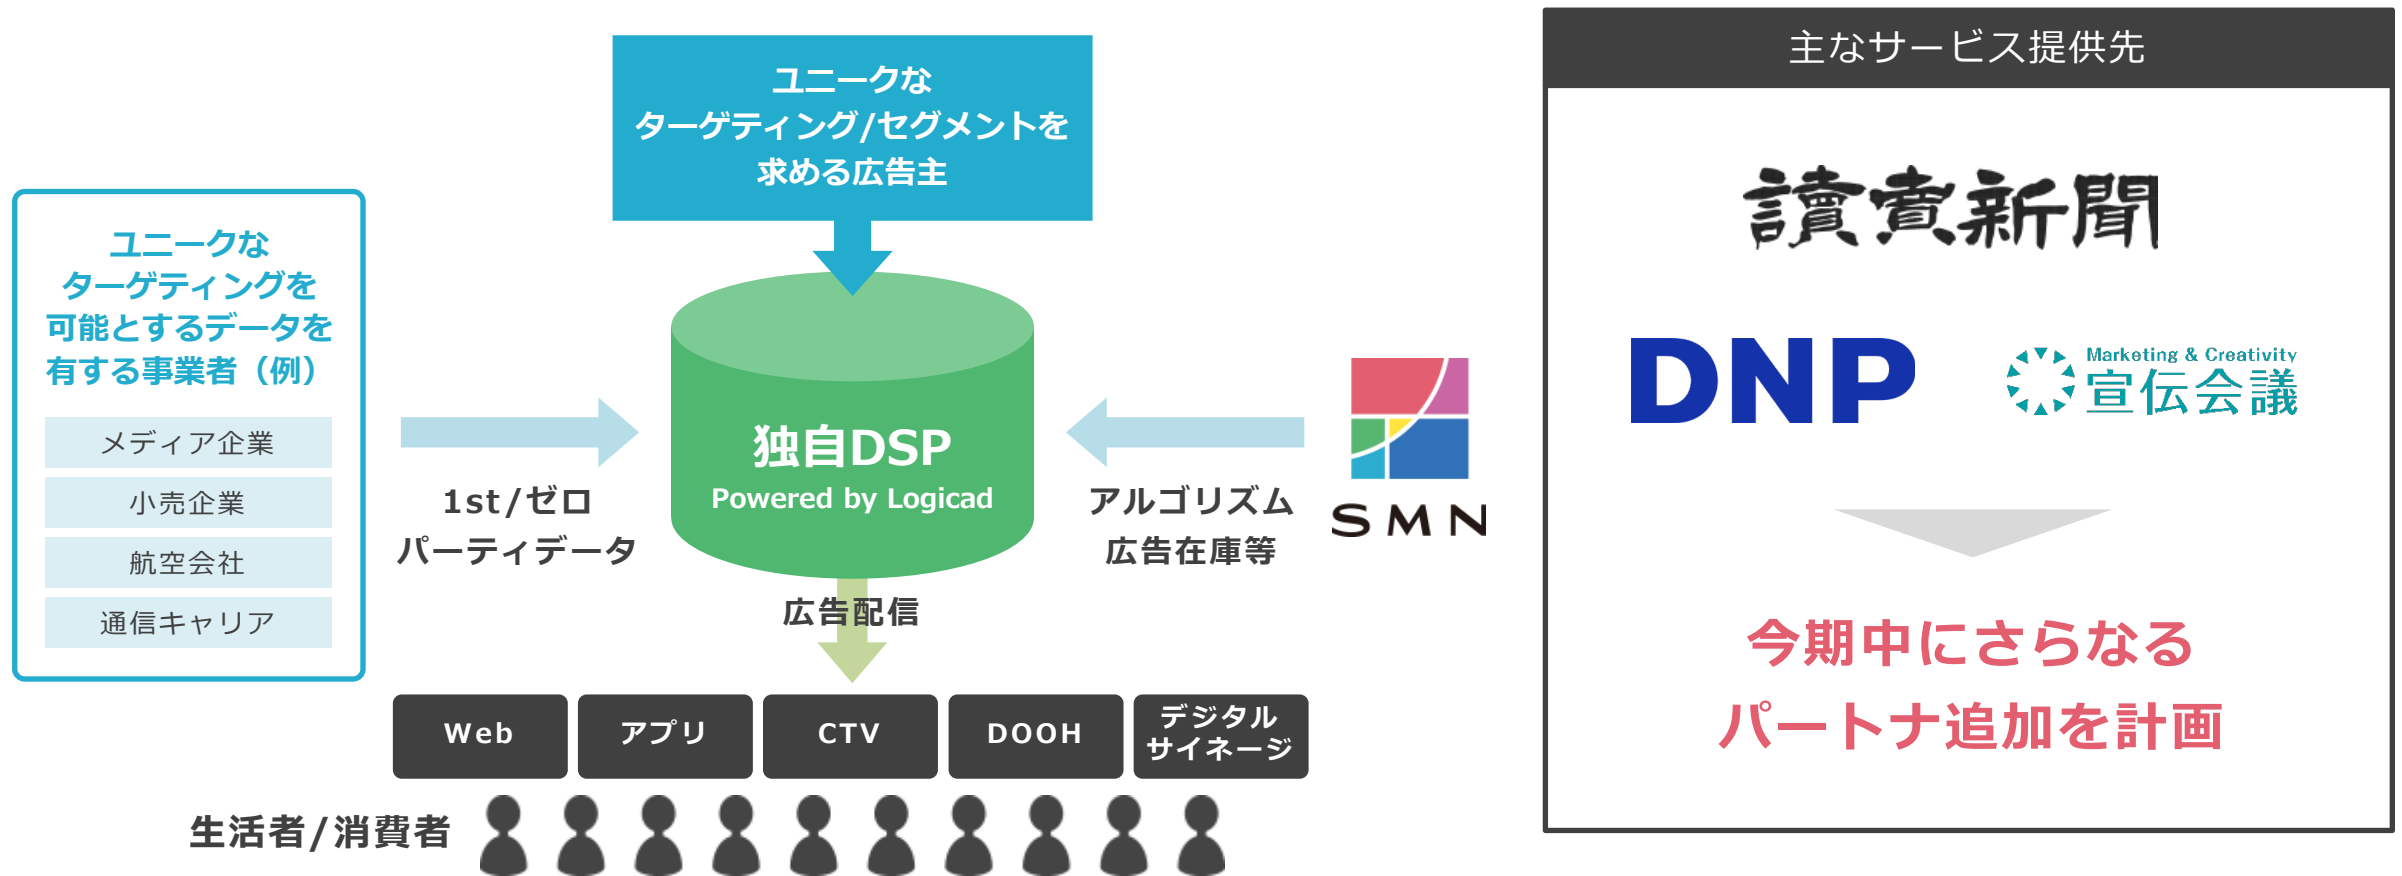 ユニークな
ターゲティング/セグメントを
求める広告主
ユニークな
ターゲティングを
可能とするデータを
有する事業者（例）
メディア企業
小売企業
航空会社
通信キャリア
1st/ゼロ
パーティデータ
独自DSP
Powered by Logicad
アルゴリズム
広告在庫等
SMN
広告配信
Web
アプリ
CTV
DOOH
デジタル
サイネージ
生活者/消費者
主なサービス提供先
讀賣新聞
DNP
Marketing & Creativity
宣伝会議
今期中にさらなる
パートナ追加を計画